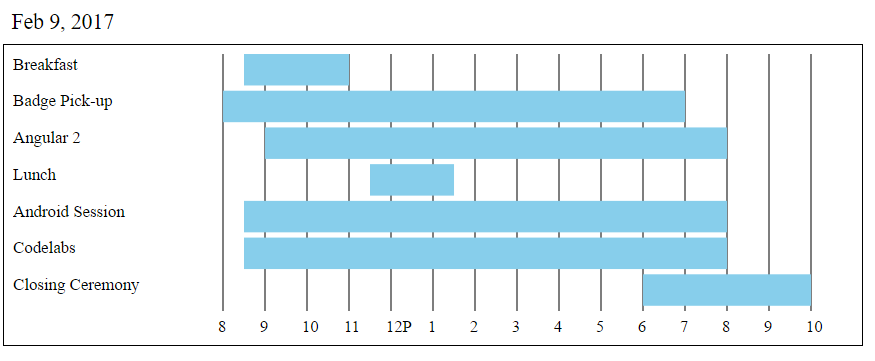 Feb 9, 2017
Breakfast
Badge Pick-up
Angular 2
Lunch
Android Session
Codelabs
Closing Ceremony
8 9 10 11 12P 1 2 3 4 5 6 7 8 9 10